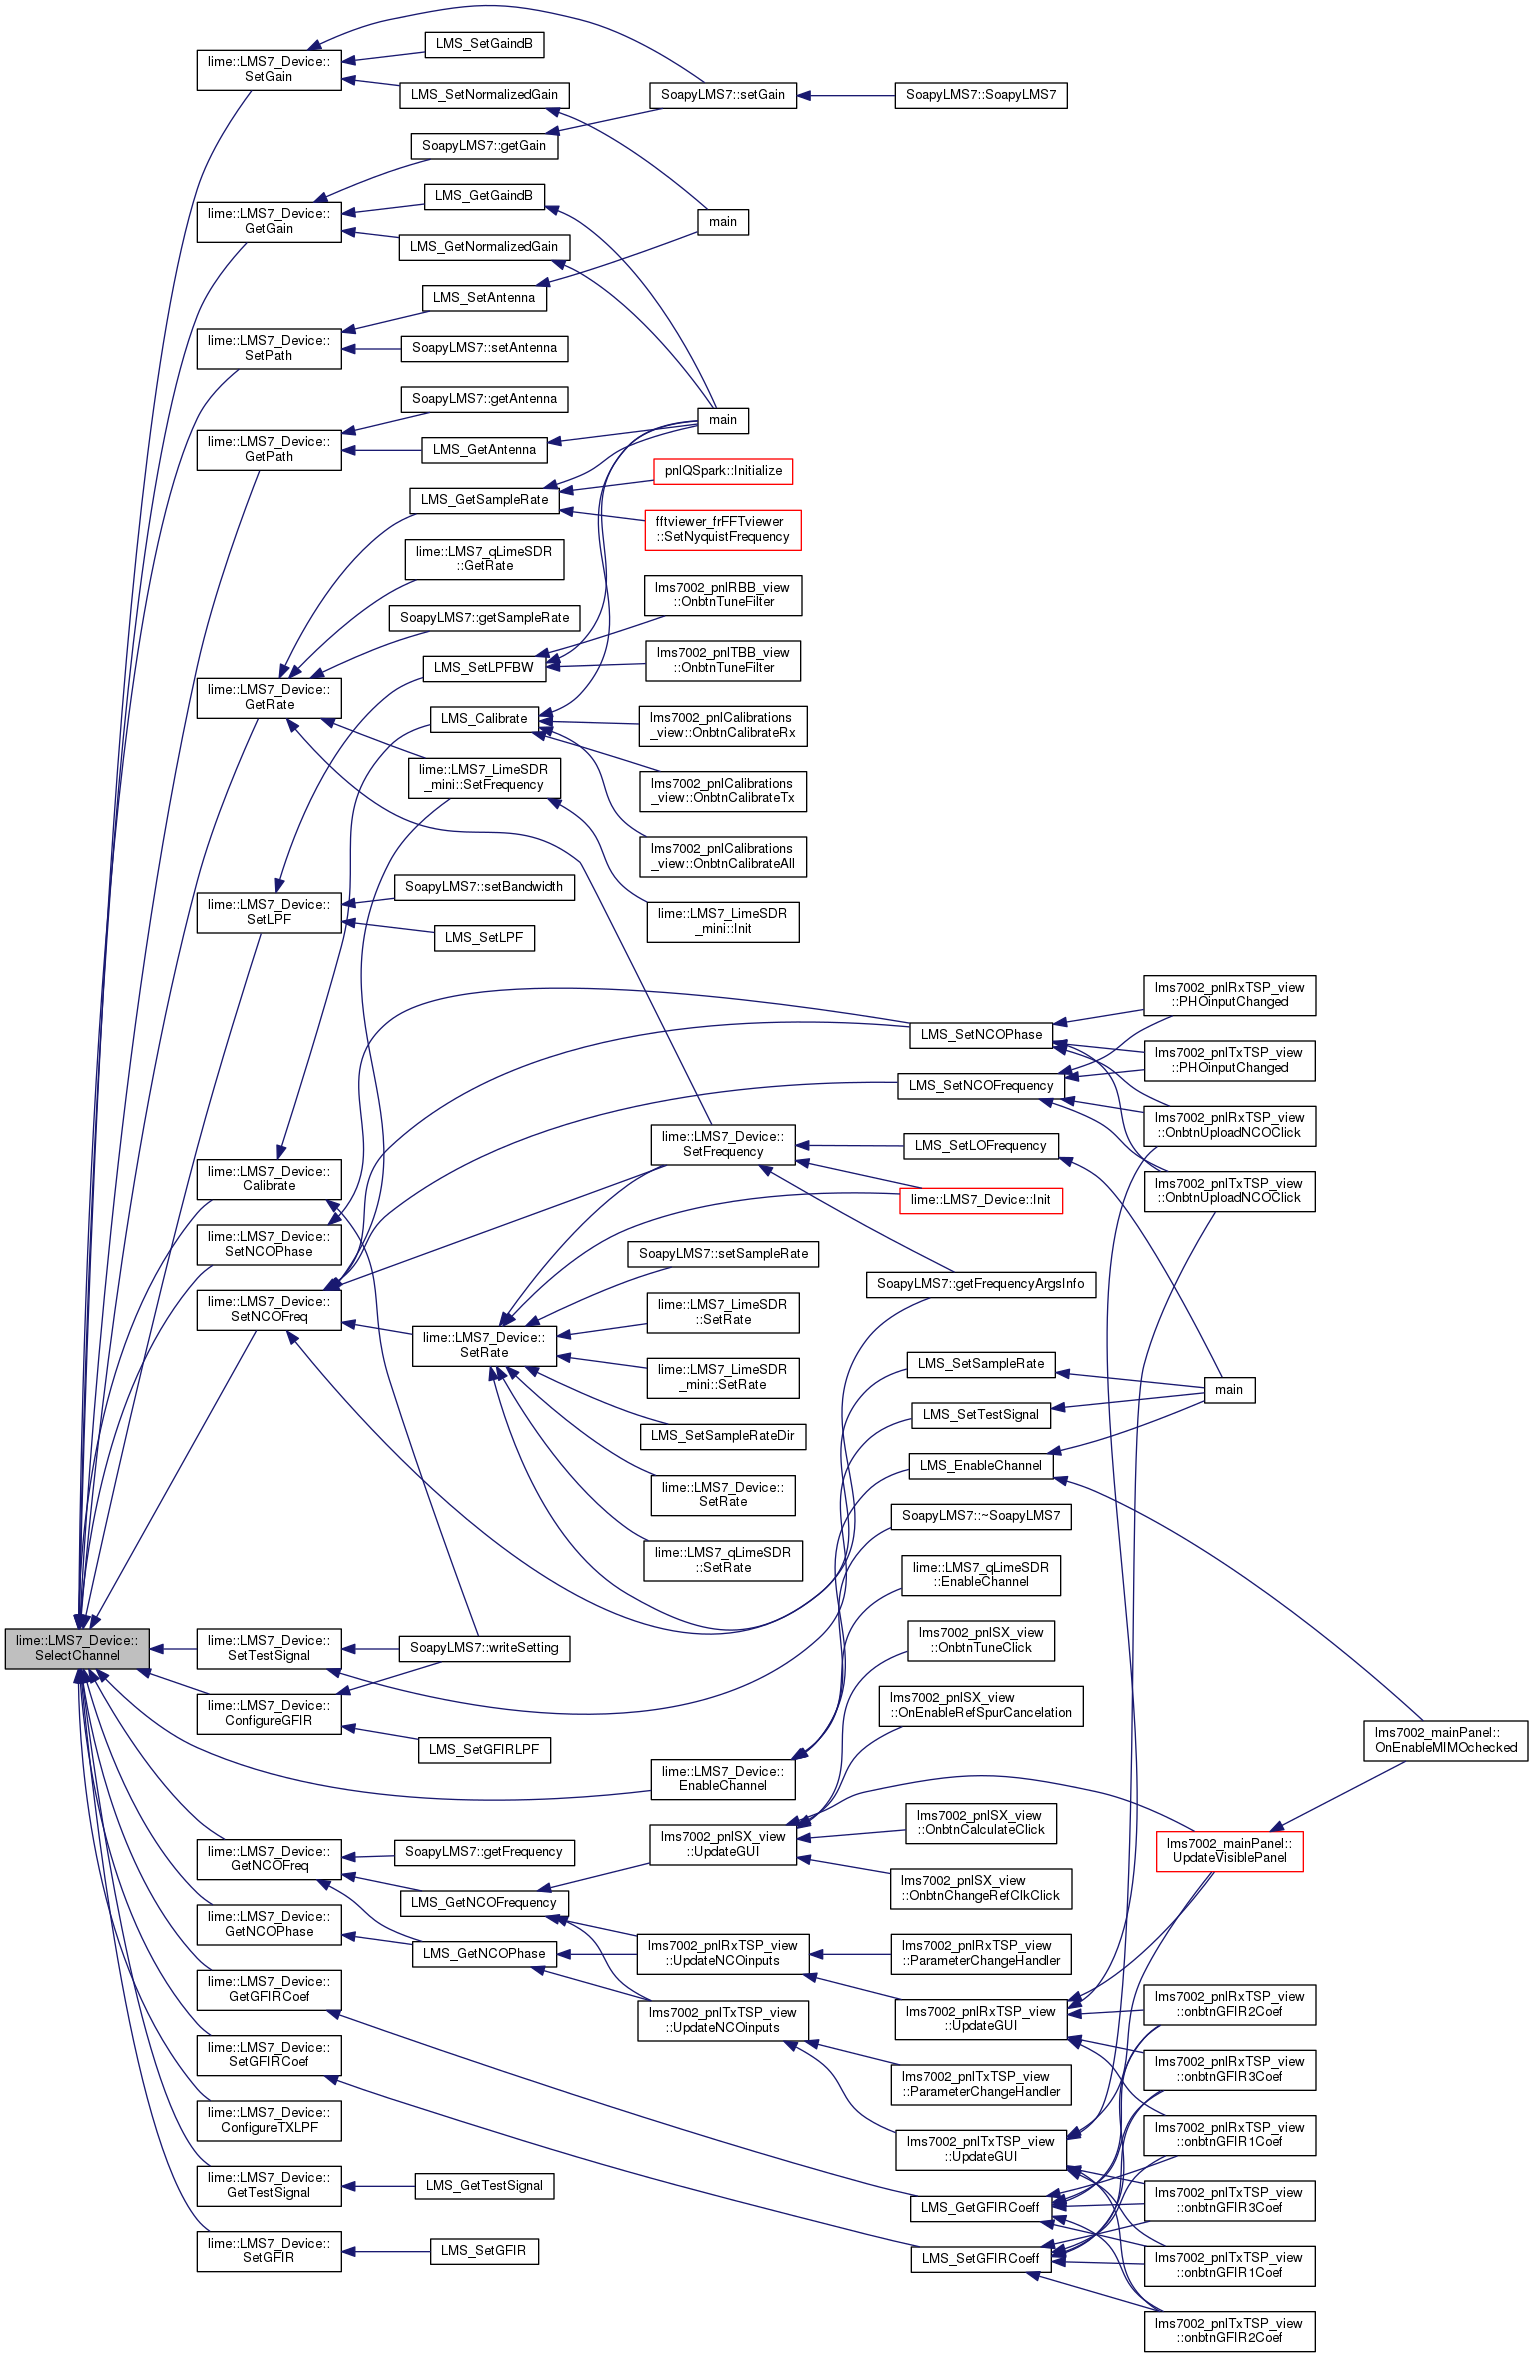 lime::LMS7_Device::
SelectChannel
lime::LMS7_Device::
SetGain
lime::LMS7_Device::
GetGain
lime::LMS7_Device::
SetPath
lime::LMS7_Device::
GetPath
lime::LMS7_Device::
GetRate
lime::LMS7_Device::
SetLPF
lime::LMS7_Device::
Calibrate
lime::LMS7_Device::
SetNCOPhase
lime::LMS7_Device::
SetNCOFreq
lime::LMS7_Device::
SetTestSignal
lime::LMS7_Device::
ConfigureGFIR
lime::LMS7_Device::
GetNCOFreq
lime::LMS7_Device::
GetNCOPhase
lime::LMS7_Device::
GetGFIRCoef
lime::LMS7_Device::
SetGFIRCoef
lime::LMS7_Device::
ConfigureTXLPF
lime::LMS7_Device::
GetTestSignal
lime::LMS7_Device::
SetGFIR
LMS_SetGaindB
LMS_SetNormalizedGain
SoapyLMS7::getGain
LMS_GetGaindB
LMS_GetNormalizedGain
LMS_SetAntenna
SoapyLMS7::setAntenna
SoapyLMS7::getAntenna
LMS_GetAntenna
LMS_GetSampleRate
lime::LMS7_qLimeSDR
::GetRate
SoapyLMS7::getSampleRate
LMS_SetLPFBW
LMS_Calibrate
lime::LMS7_LimeSDR
_mini::SetFrequency
SoapyLMS7::setBandwidth
LMS_SetLPF
lime::LMS7_Device::
SetRate
SoapyLMS7::writeSetting
LMS_SetGFIRLPF
SoapyLMS7::getFrequency
LMS_GetNCOFrequency
LMS_GetNCOPhase
LMS_GetTestSignal
LMS_SetGFIR
SoapyLMS7::setGain
main
main
pnlQSpark::Initialize
fftviewer_frFFTviewer
::SetNyquistFrequency
lms7002_pnlRBB_view
::OnbtnTuneFilter
lms7002_pnlTBB_view
::OnbtnTuneFilter
lms7002_pnlCalibrations
_view::OnbtnCalibrateRx
lms7002_pnlCalibrations
_view::OnbtnCalibrateTx
lms7002_pnlCalibrations
_view::OnbtnCalibrateAll
lime::LMS7_LimeSDR
_mini::Init
lime::LMS7_Device::
SetFrequency
SoapyLMS7::setSampleRate
lime::LMS7_LimeSDR
::SetRate
lime::LMS7_LimeSDR
_mini::SetRate
LMS_SetSampleRateDir
lime::LMS7_Device::
SetRate
lime::LMS7_qLimeSDR
::SetRate
lime::LMS7_Device::
EnableChannel
lms7002_pnlSX_view
::UpdateGUI
lms7002_pnlRxTSP_view
::UpdateNCOinputs
lms7002_pnlTxTSP_view
::UpdateNCOinputs
SoapyLMS7::SoapyLMS7
LMS_SetNCOPhase
LMS_SetNCOFrequency
LMS_SetLOFrequency
lime::LMS7_Device::Init
SoapyLMS7::getFrequencyArgsInfo
LMS_SetSampleRate
LMS_SetTestSignal
LMS_EnableChannel
SoapyLMS7::~SoapyLMS7
lime::LMS7_qLimeSDR
::EnableChannel
lms7002_pnlSX_view
::OnbtnTuneClick
lms7002_pnlSX_view
::OnEnableRefSpurCancelation
lms7002_pnlSX_view
::OnbtnCalculateClick
lms7002_pnlSX_view
::OnbtnChangeRefClkClick
lms7002_pnlRxTSP_view
::ParameterChangeHandler
lms7002_pnlRxTSP_view
::UpdateGUI
lms7002_pnlTxTSP_view
::ParameterChangeHandler
lms7002_pnlTxTSP_view
::UpdateGUI
LMS_GetGFIRCoeff
LMS_SetGFIRCoeff
lms7002_pnlRxTSP_view
::PHOinputChanged
lms7002_pnlTxTSP_view
::PHOinputChanged
lms7002_pnlRxTSP_view
::OnbtnUploadNCOClick
lms7002_pnlTxTSP_view
::OnbtnUploadNCOClick
main
lms7002_mainPanel::
UpdateVisiblePanel
lms7002_pnlRxTSP_view
::onbtnGFIR2Coef
lms7002_pnlRxTSP_view
::onbtnGFIR3Coef
lms7002_pnlRxTSP_view
::onbtnGFIR1Coef
lms7002_pnlTxTSP_view
::onbtnGFIR3Coef
lms7002_pnlTxTSP_view
::onbtnGFIR1Coef
lms7002_pnlTxTSP_view
::onbtnGFIR2Coef
lms7002_mainPanel::
OnEnableMIMOchecked